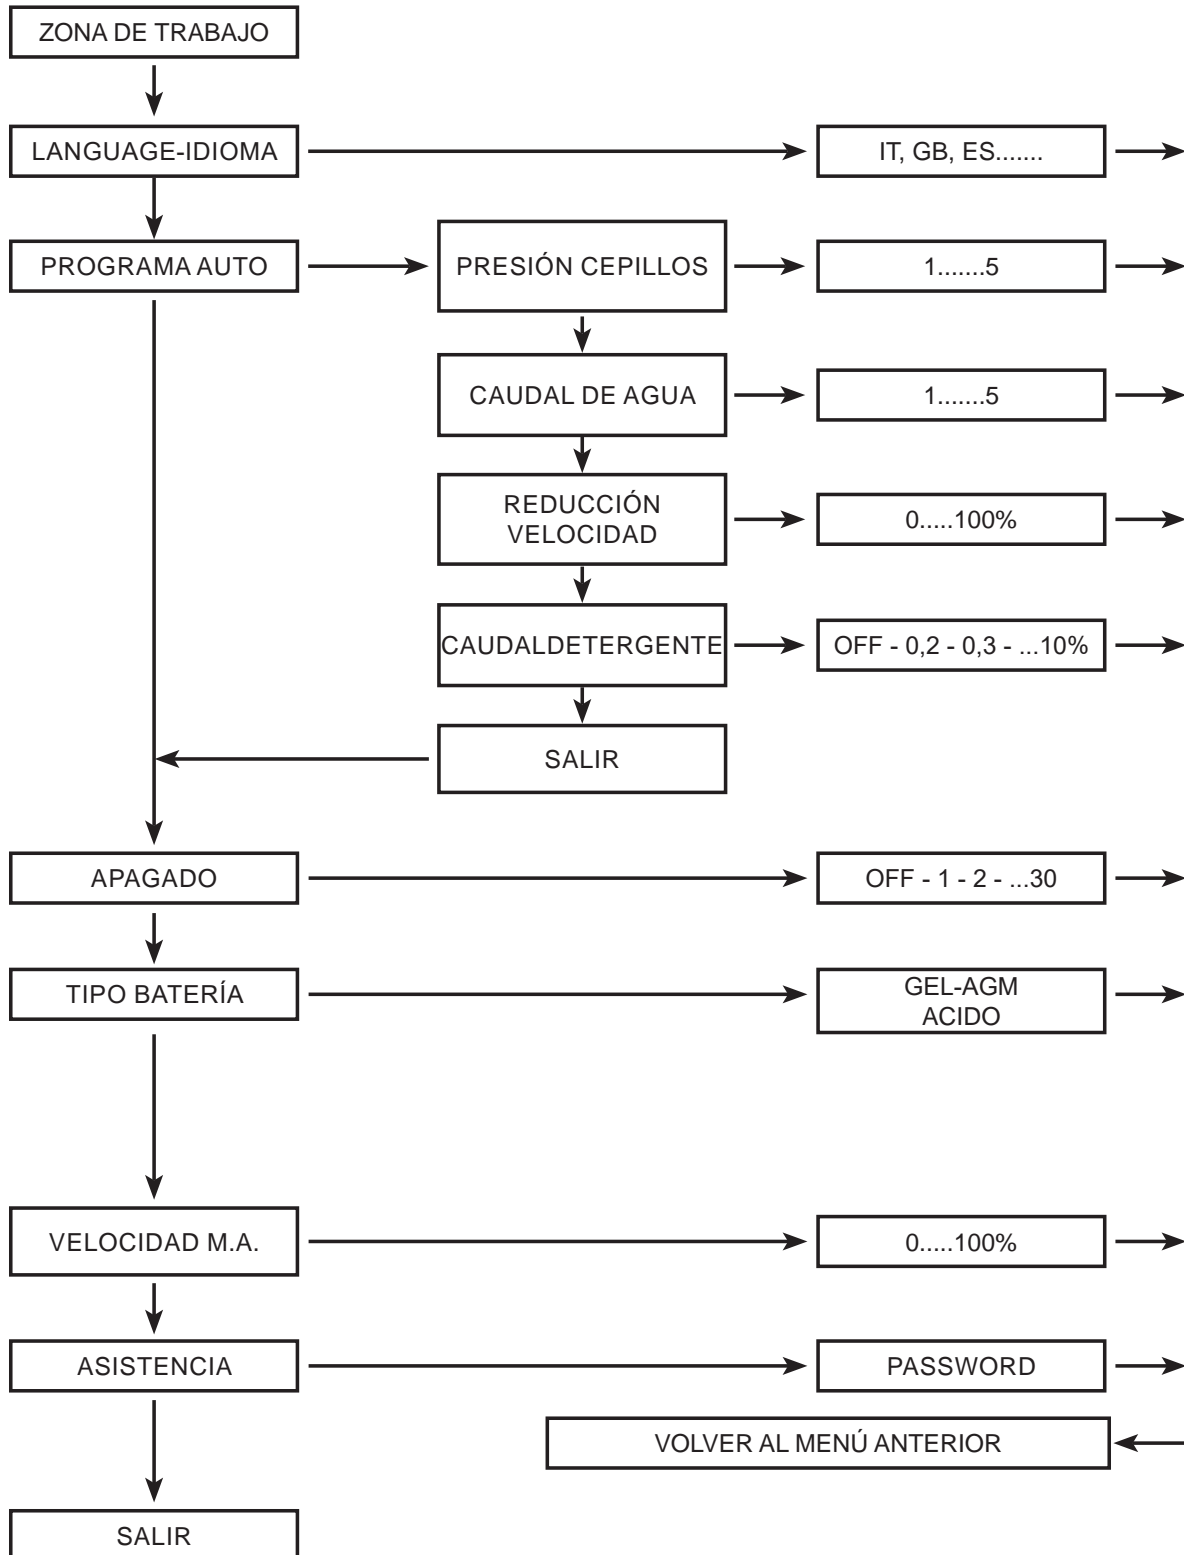 ZONA DE TRABAJO
LANGUAGE-IDIOMA
IT, GB, ES.......
PROGRAMA AUTO
PRESIÓN CEPILLOS
1.......5
CAUDAL DE AGUA
1.......5
REDUCCIÓN
VELOCIDAD
0.....100%
CAUDALDETERGENTE
OFF - 0,2 - 0,3 - ...10%
SALIR
APAGADO
OFF - 1 - 2 - ...30
TIPO BATERÍA
GEL-AGM
ACIDO
VELOCIDAD M.A.
0.....100%
ASISTENCIA
PASSWORD
VOLVER AL MENÚ ANTERIOR
SALIR